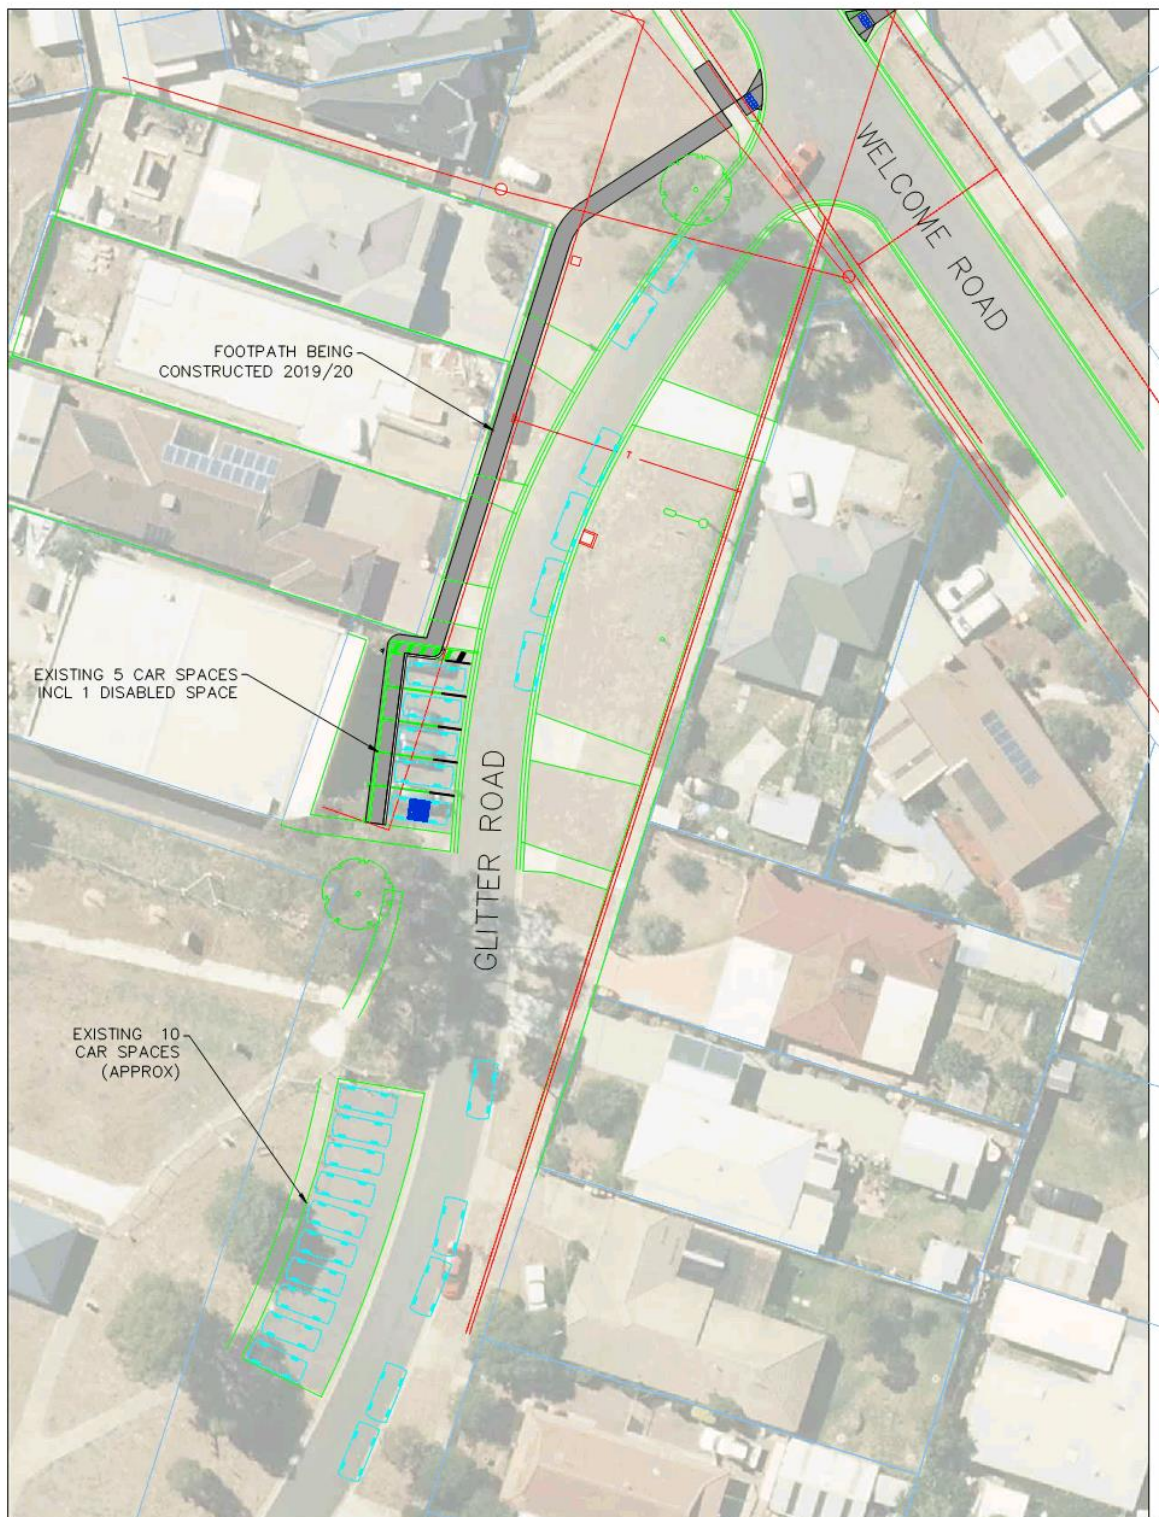 WELCOME ROAD
FOOTPATH BEING
CONSTRUCTED 2019/20
EXISTING 5 CAR SPACES
INCL 1 DISABLED SPACE
GLITTER ROAD
EXISTING 10
CAR SPACES
(APPROX)